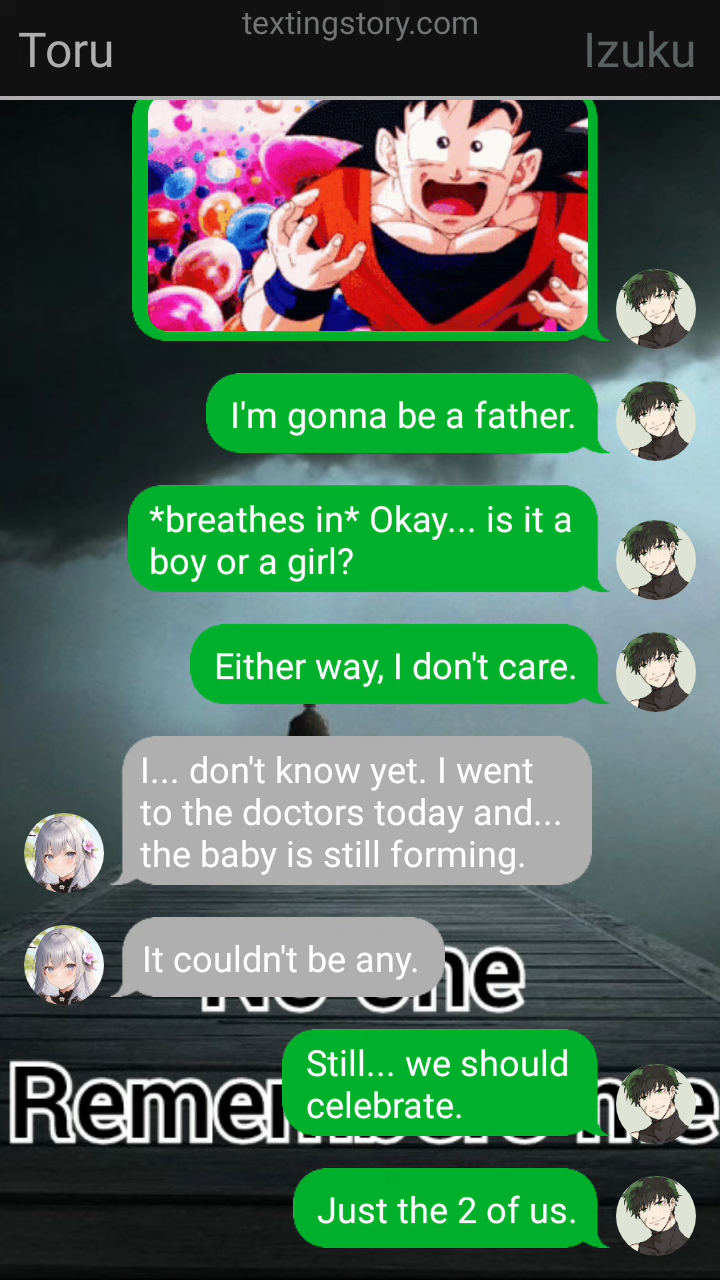 textingstory.com
Toru
Izuku
I'm gonna be a father.
*breathes in* Okay... is it a
boy or a girl?
Either way, I don't care.
I... don't know yet. I went
to the doctors today and...
the baby is still forming.
It couldn't be any.
Still... we should
celebrate.
Just the 2 of us.